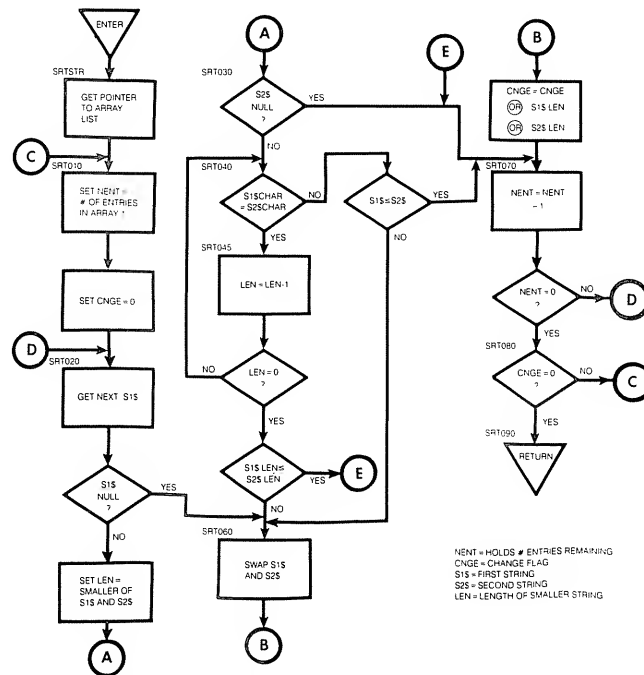 ENTER
SRTSTR
GET POINTER
TO ARRAY
LIST
C
SRT010
SET NENT =
# OF ENTRIES
IN ARRAY
SET CNGE = 0
D
SRT020
GET NEXT S1$
S1$
NULL
?
YES
NO
SET LEN =
SMALLER OF
S1$ AND S2$
A
A
SRT030
S2$
NULL
?
YES
NO
SRT040
S1$CHAR
= S2$CHAR
NO
YES
S1$≤S2$
YES
NO
SRT045
LEN = LEN-1
LEN = 0
?
NO
YES
S1$ LEN≤
S2$ LEN
YES
E
NO
SRT060
SWAP S1$
AND S2$
B
E
B
CNGE = CNGE
OR S1$ LEN
OR S2$ LEN
SRT070
NENT = NENT
- 1
NENT = 0
?
NO
D
YES
SRT080
CNGE = 0
?
NO
C
YES
SRT090
RETURN
NENT = HOLDS # ENTRIES REMAINING
CNGE = CHANGE FLAG
S1$ = FIRST STRING
S2$ = SECOND STRING
LEN = LENGTH OF SMALLER STRING